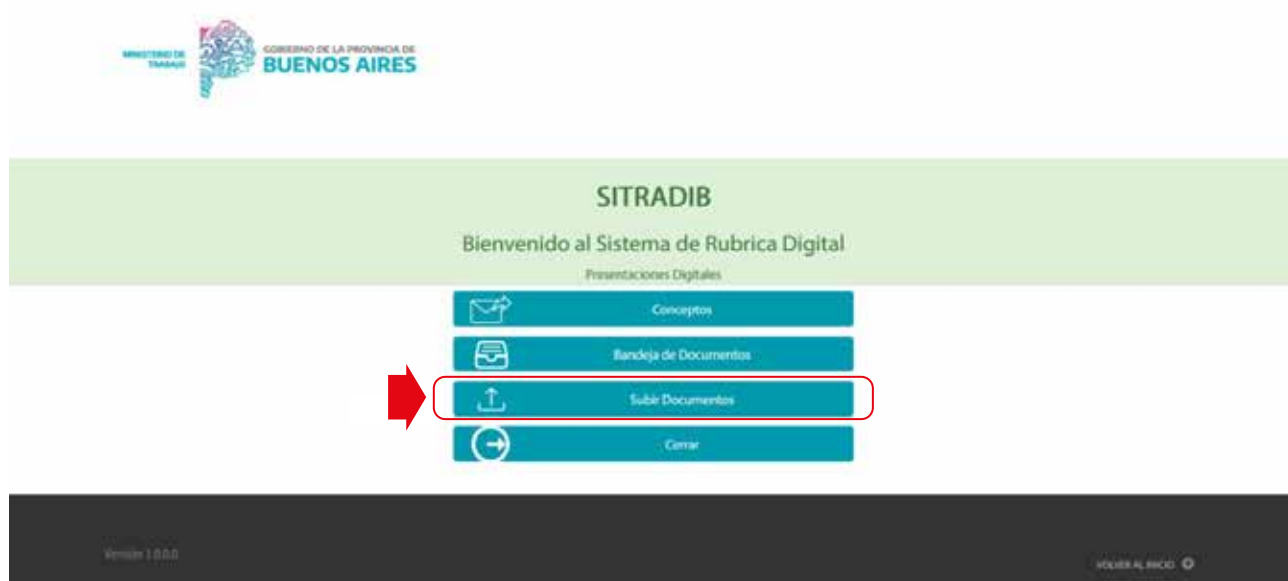 MINISTERIO DE
TRABAJO
GOBIERNO DE LA PROVINCIA DE
BUENOS AIRES
SITRADIB
Bienvenido al Sistema de Rubrica Digital
Presentaciones Digitales
Conceptos
Bandeja de Documentos
Subir Documentos
Cerrar
Versión 1.0.0.0
VOLVER AL INICIO